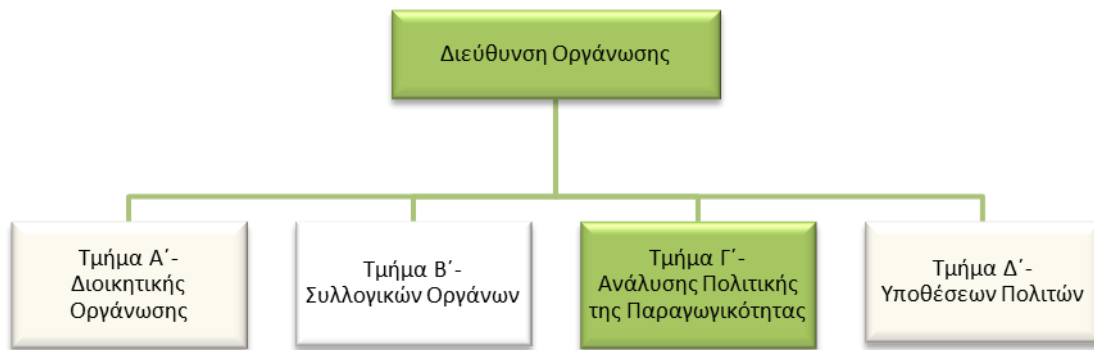 Διεύθυνση Οργάνωσης
Τμήμα Α΄-
Διοικητικής
Οργάνωσης
Τμήμα Β΄-
Συλλογικών Οργάνων
Τμήμα Γ΄-
Ανάλυσης Πολιτικής
της Παραγωγικότητας
Τμήμα Δ΄-
Υποθέσεων Πολιτών